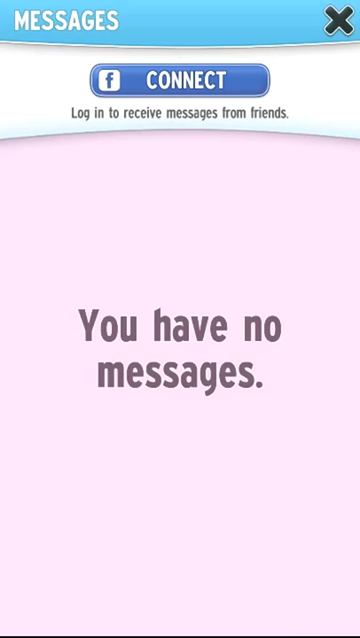 MESSAGES
f CONNECT
Log in to receive messages from friends.
You have no
messages.